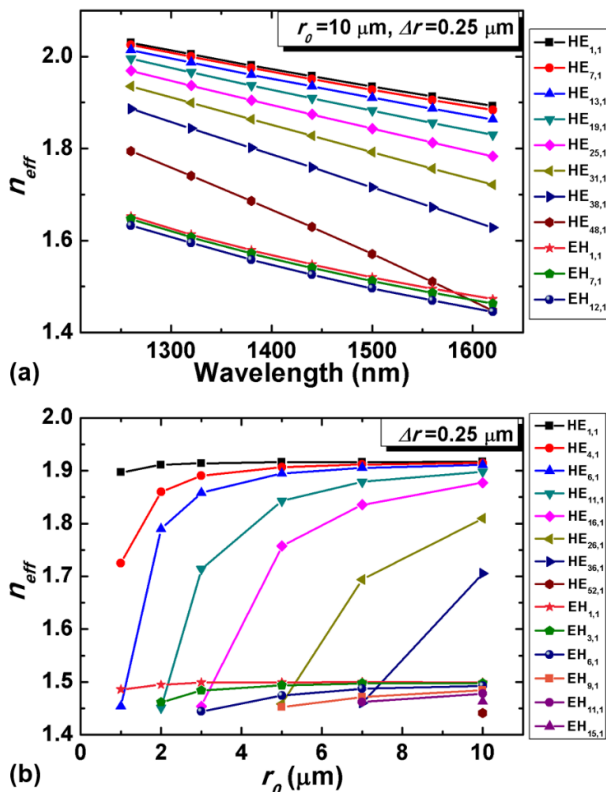 r₀ = 10 µm, Δr = 0.25 µm
2.0
1.8
1.6
1.4
n_eff
1300
1400
1500
1600
Wavelength (nm)
(a)
HE₁,₁
HE₇,₁
HE₁₃,₁
HE₁₉,₁
HE₂₅,₁
HE₃₁,₁
HE₃₈,₁
HE₄₈,₁
EH₁,₁
EH₇,₁
EH₁₂,₁
Δr =0.25 µm
2.0
1.9
1.8
1.7
1.6
1.5
1.4
n_eff
0
2
4
6
8
10
r₀ (µm)
(b)
HE₁,₁
HE₄,₁
HE₆,₁
HE₁₁,₁
HE₁₆,₁
HE₂₆,₁
HE₃₆,₁
HE₅₂,₁
EH₁,₁
EH₃,₁
EH₆,₁
EH₉,₁
EH₁₁,₁
EH₁₅,₁